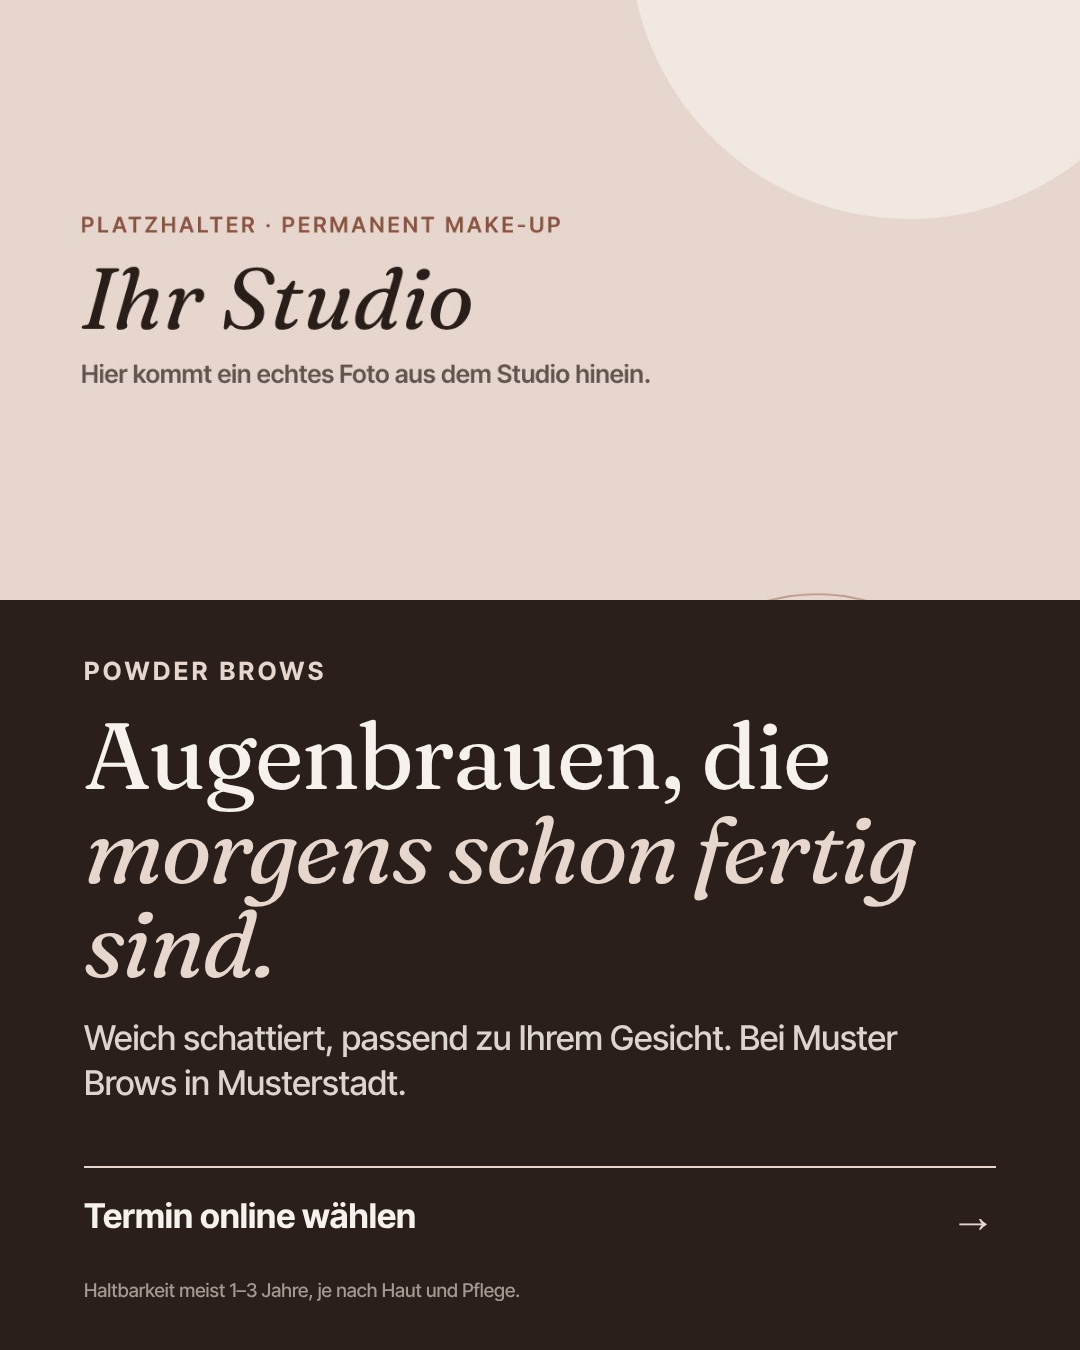 PLATZHALTER · PERMANENT MAKE-UP
Ihr Studio
Hier kommt ein echtes Foto aus dem Studio hinein.
POWDER BROWS
Augenbrauen, die
morgens schon fertig
sind.
Weich schattiert, passend zu Ihrem Gesicht. Bei Muster
Brows in Musterstadt.
Termin online wählen →
Haltbarkeit meist 1–3 Jahre, je nach Haut und Pflege.